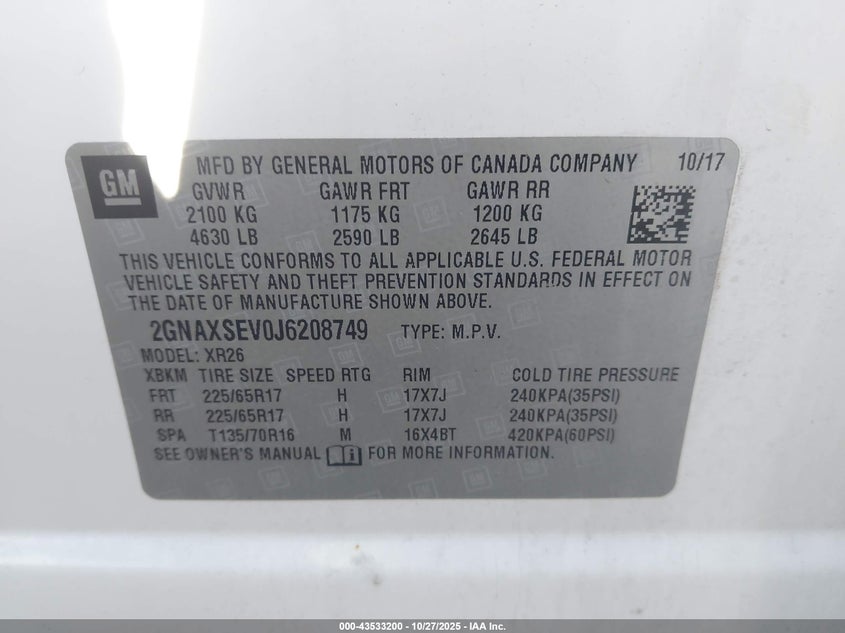 GM
MFD BY GENERAL MOTORS OF CANADA COMPANY 10/17
GVWR GAWR FRT GAWR RR
2100 KG 1175 KG 1200 KG
4630 LB 2590 LB 2645 LB
THIS VEHICLE CONFORMS TO ALL APPLICABLE U.S. FEDERAL MOTOR
VEHICLE SAFETY AND THEFT PREVENTION STANDARDS IN EFFECT ON
THE DATE OF MANUFACTURE SHOWN ABOVE.
2GNAXSEV0J6208749 TYPE: M.P.V.
MODEL: XR26
XBKM TIRE SIZE SPEED RTG RIM COLD TIRE PRESSURE
FRT 225/65R17 H 17X7J 240KPA(35PSI)
RR 225/65R17 H 17X7J 240KPA(35PSI)
SPA T135/70R16 M 16X4BT 420KPA(60PSI)
SEE OWNER'S MANUAL FOR MORE INFORMATION.
000-43533200 - 10/27/2025 - IAA Inc.